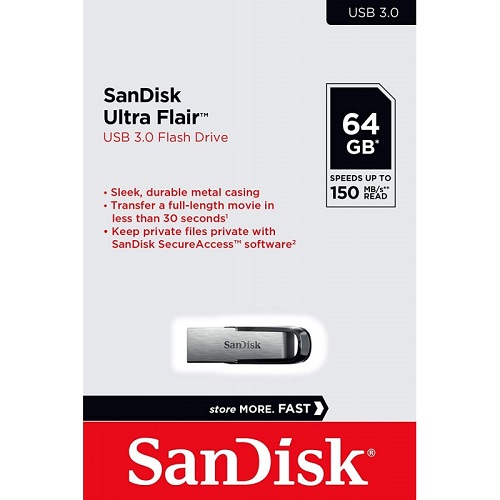 USB 3.0
SanDisk
Ultra Flair™
USB 3.0 Flash Drive
64
GB*
SPEEDS UP TO
150 MB/s** READ
• Sleek, durable metal casing
• Transfer a full-length movie in
less than 30 seconds¹
• Keep private files private with
SanDisk SecureAccess™ software²
SanDisk
store MORE. FAST
SanDisk®